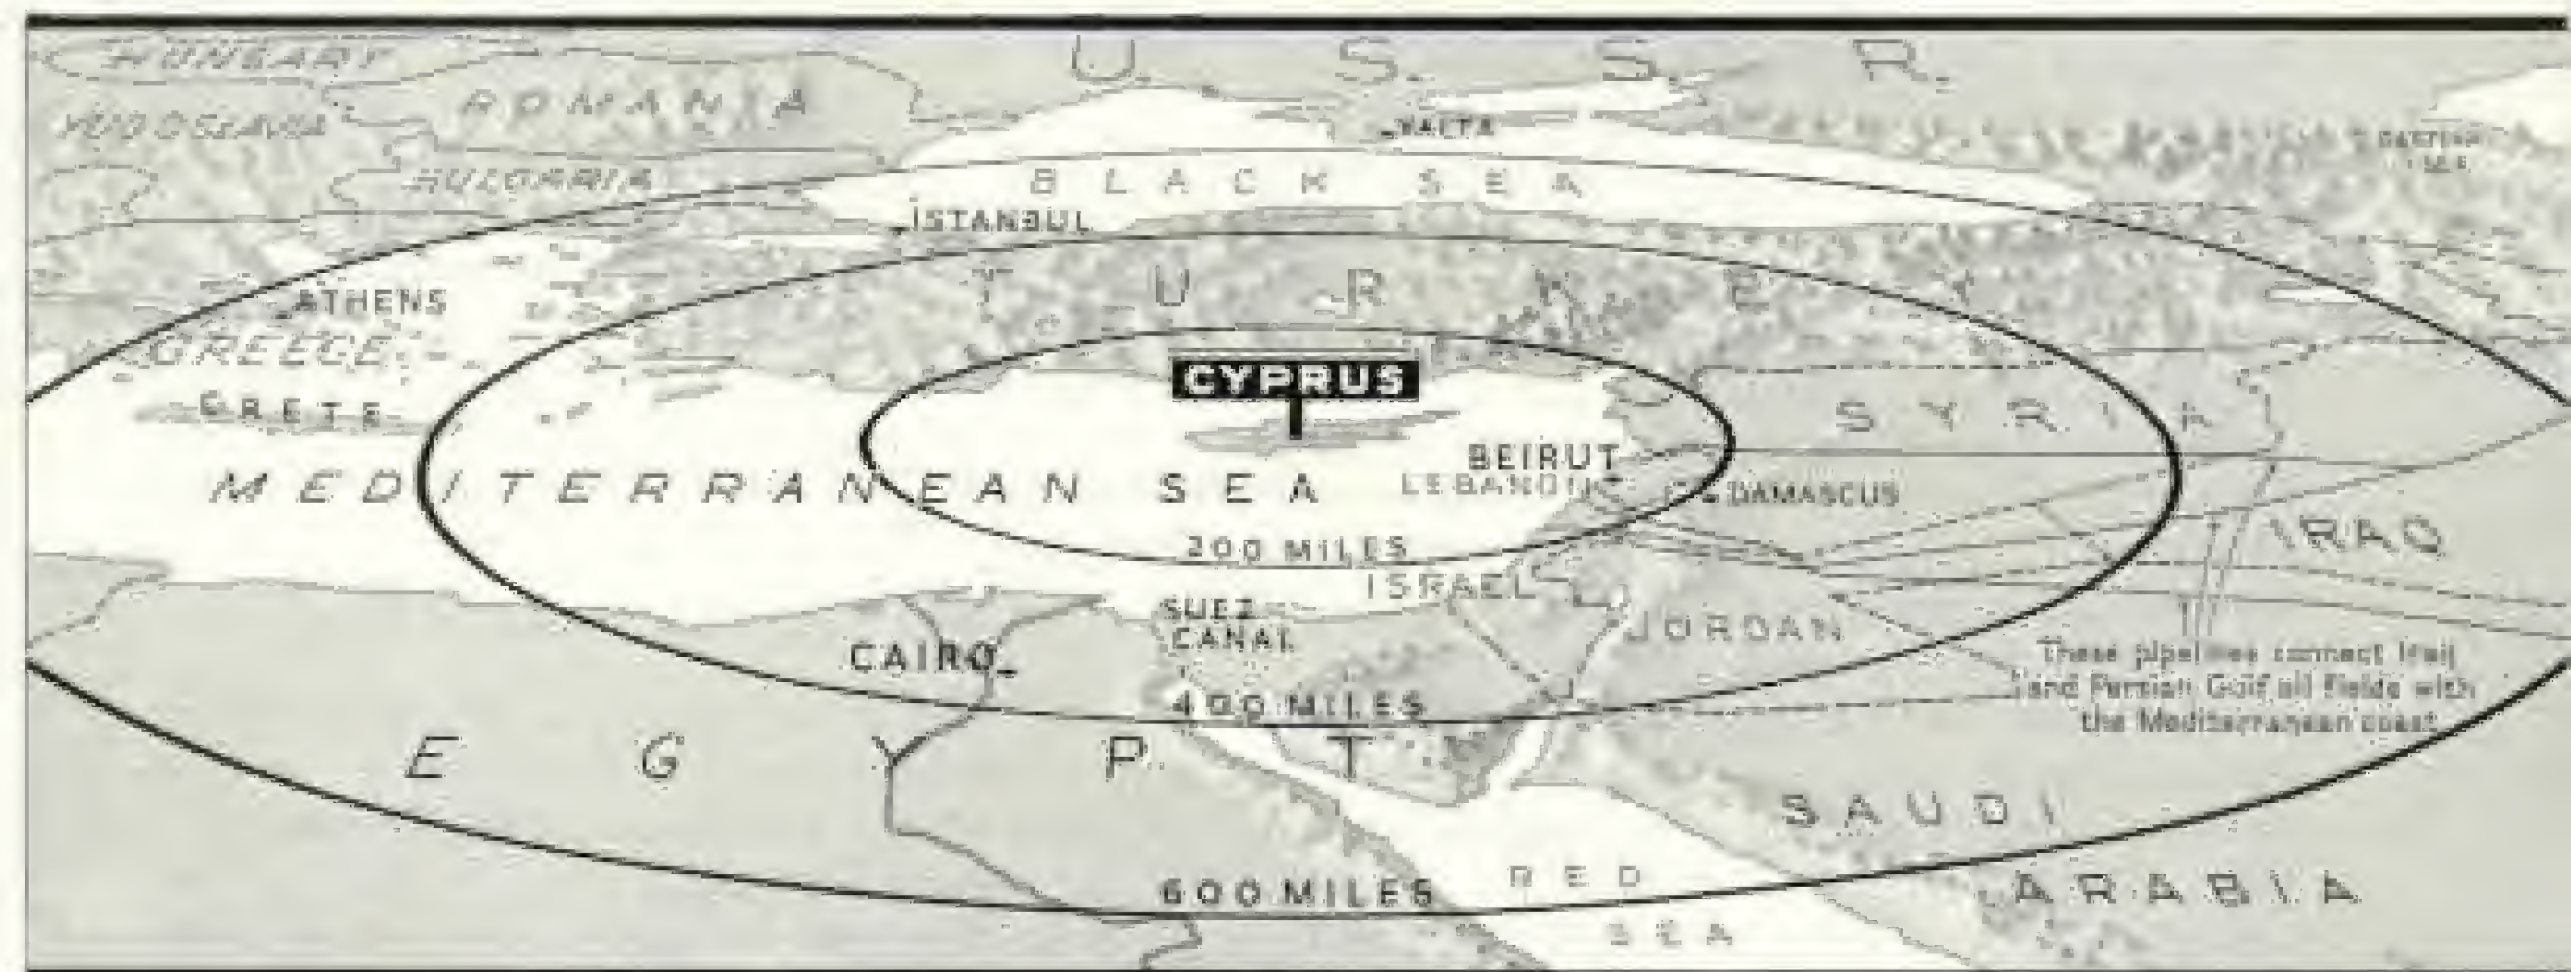 HUNGARY
U. S. S. R.
ROMANIA
YUGOSLAVIA
YALTA
CASPIAN
SEA
BULGARIA
BLACK SEA
ISTANBUL
TURKEY
ATHENS
GREECE
CYPRUS
CRETE
SYRIA
BEIRUT
MEDITERRANEAN SEA
LEBANON
DAMASCUS
IRAQ
200 MILES
ISRAEL
SUEZ
CANAL
JORDAN
CAIRO
These pipelines connect Iraq
and Persian Gulf oil fields with
the Mediterranean coast
400 MILES
EGYPT
SAUDI
ARABIA
600 MILES
RED
SEA